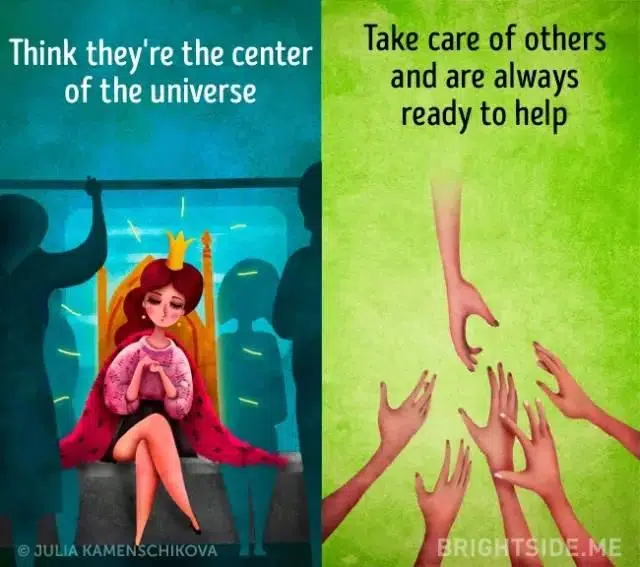 Think they're the center
of the universe
Take care of others
and are always
ready to help
© JULIA KAMENSCHIKOVA
BRIGHTSIDE.ME